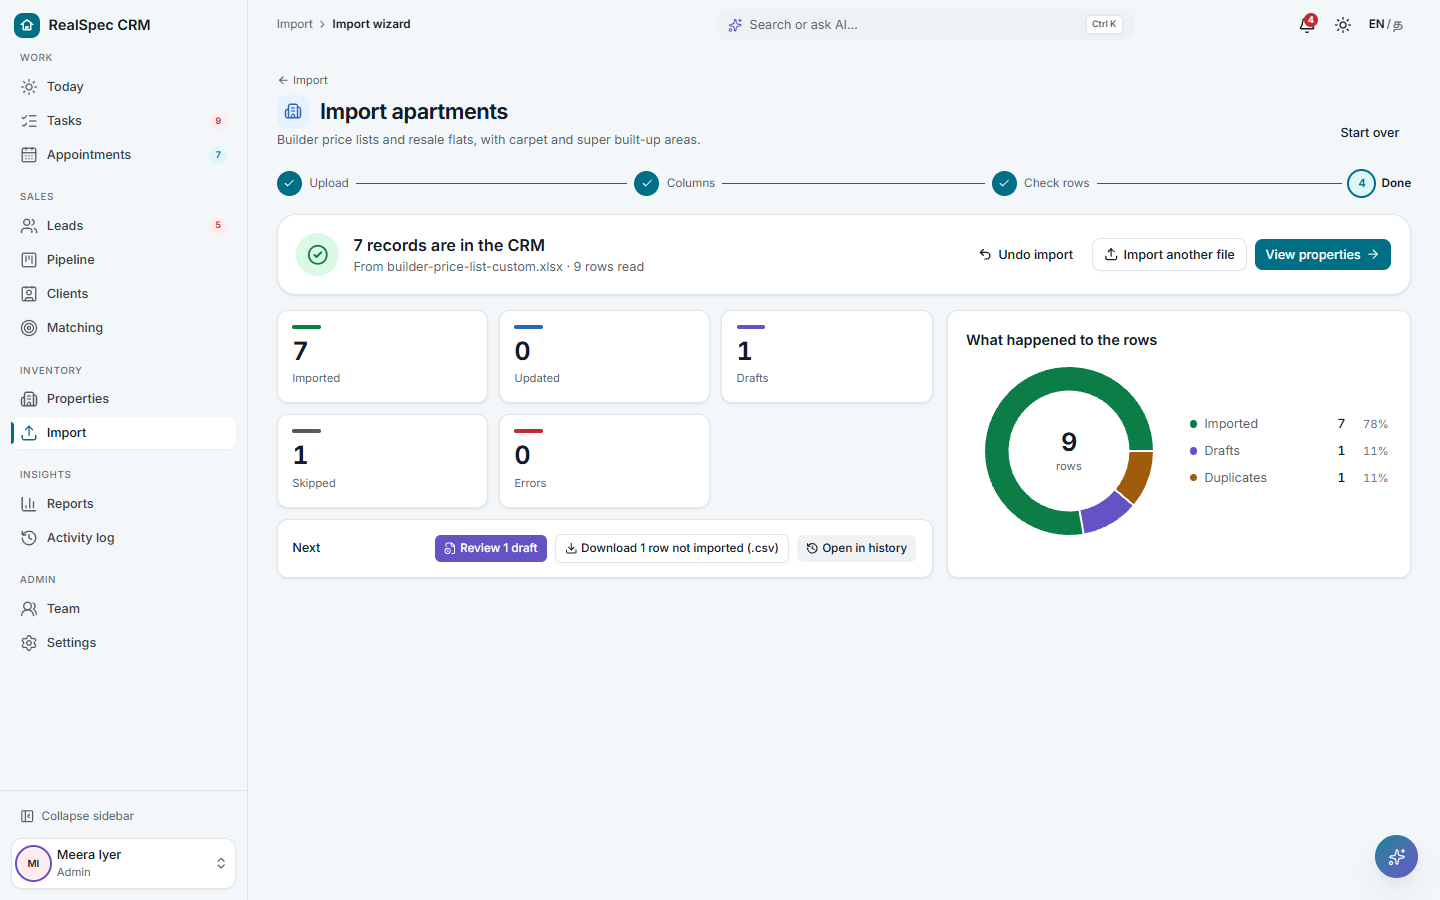 RealSpec CRM
WORK
Today
Tasks 9
Appointments 7
SALES
Leads 5
Pipeline
Clients
Matching
INVENTORY
Properties
Import
INSIGHTS
Reports
Activity log
ADMIN
Team
Settings
Collapse sidebar
MI
Meera Iyer
Admin
Import > Import wizard
Search or ask AI... Ctrl K
4
EN / த
← Import
Import apartments
Builder price lists and resale flats, with carpet and super built-up areas.
Start over
Upload
Columns
Check rows
4 Done
7 records are in the CRM
From builder-price-list-custom.xlsx · 9 rows read
Undo import
Import another file
View properties →
7
Imported
0
Updated
1
Drafts
1
Skipped
0
Errors
Next
Review 1 draft
Download 1 row not imported (.csv)
Open in history
What happened to the rows
9
rows
Imported 7 78%
Drafts 1 11%
Duplicates 1 11%